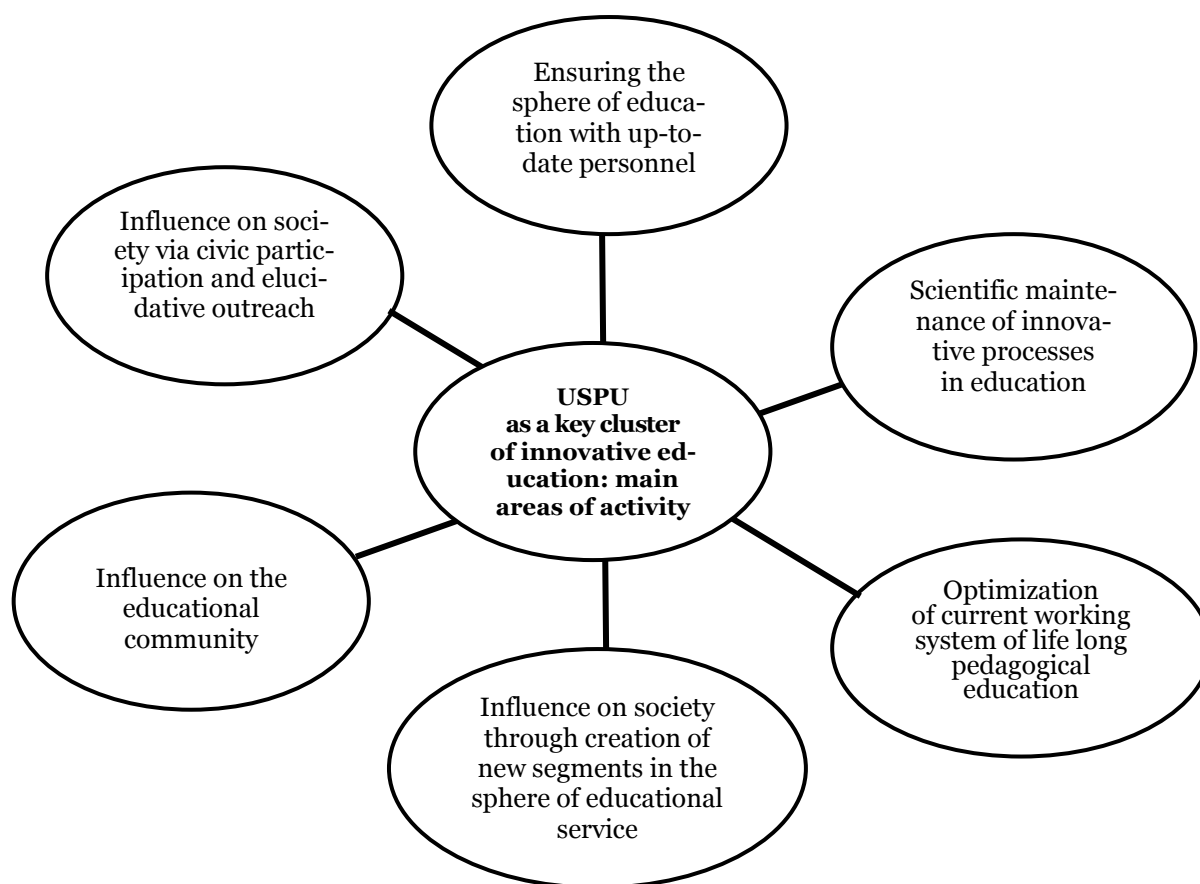 Ensuring the
sphere of educa-
tion with up-to-
date personnel
Influence on soci-
ety via civic partic-
ipation and eluci-
dative outreach
Scientific mainte-
nance of innova-
tive processes
in education
USPU
as a key cluster
of innovative ed-
ucation: main
areas of activity
Influence on the
educational
community
Optimization
of current working
system of life long
pedagogical
education
Influence on society
through creation of
new segments in the
sphere of educational
service